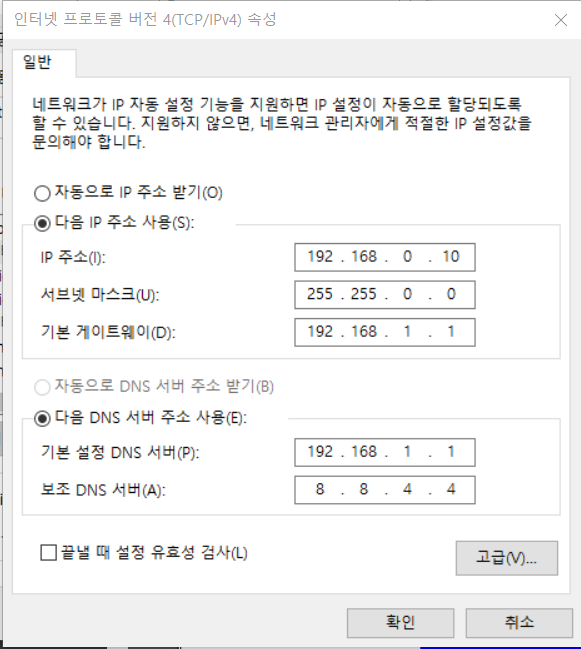 인터넷 프로토콜 버전 4(TCP/IPv4) 속성
일반
네트워크가 IP 자동 설정 기능을 지원하면 IP 설정이 자동으로 할당되도록
할 수 있습니다. 지원하지 않으면, 네트워크 관리자에게 적절한 IP 설정값을
문의해야 합니다.
자동으로 IP 주소 받기(O)
다음 IP 주소 사용(S):
IP 주소(I): 192 . 168 . 0 . 10
서브넷 마스크(U): 255 . 255 . 0 . 0
기본 게이트웨이(D): 192 . 168 . 1 . 1
자동으로 DNS 서버 주소 받기(B)
다음 DNS 서버 주소 사용(E):
기본 설정 DNS 서버(P): 192 . 168 . 1 . 1
보조 DNS 서버(A): 8 . 8 . 4 . 4
끝낼 때 설정 유효성 검사(L)
고급(V)...
확인 취소